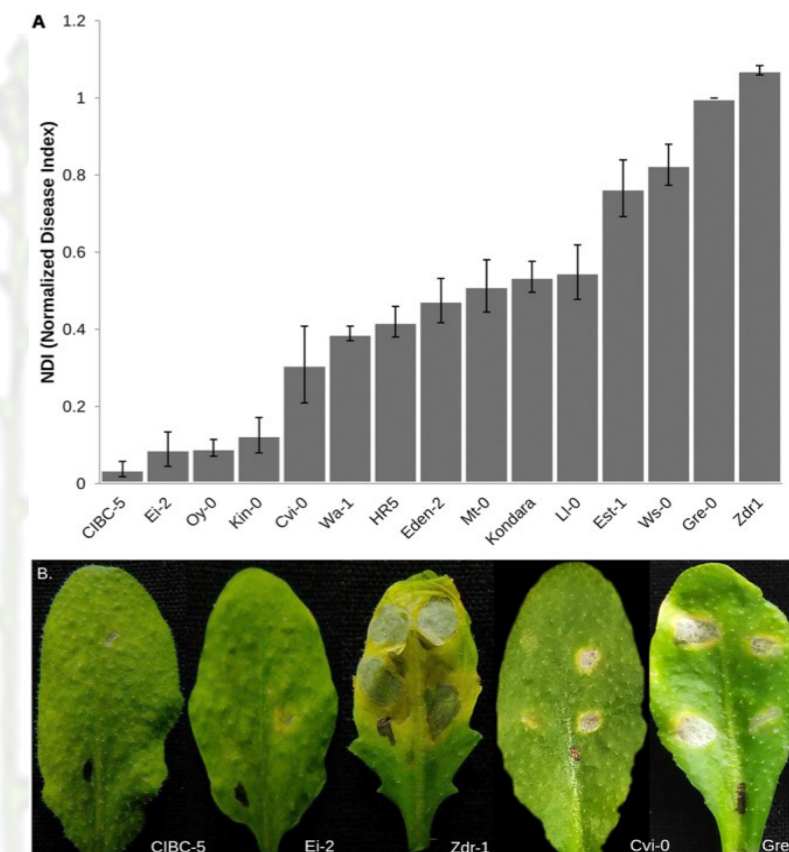 A
NDI (Normalized Disease Index)
1.2
1
0.8
0.6
0.4
0.2
0
CIBC-5
Ei-2
Oy-0
Kin-0
Cvi-0
Wa-1
HR5
Eden-2
Mt-0
Kondara
Ll-0
Est-1
Ws-0
Gre-0
Zdr1
B.
CIBC-5
Ei-2
Zdr-1
Cvi-0
Gre